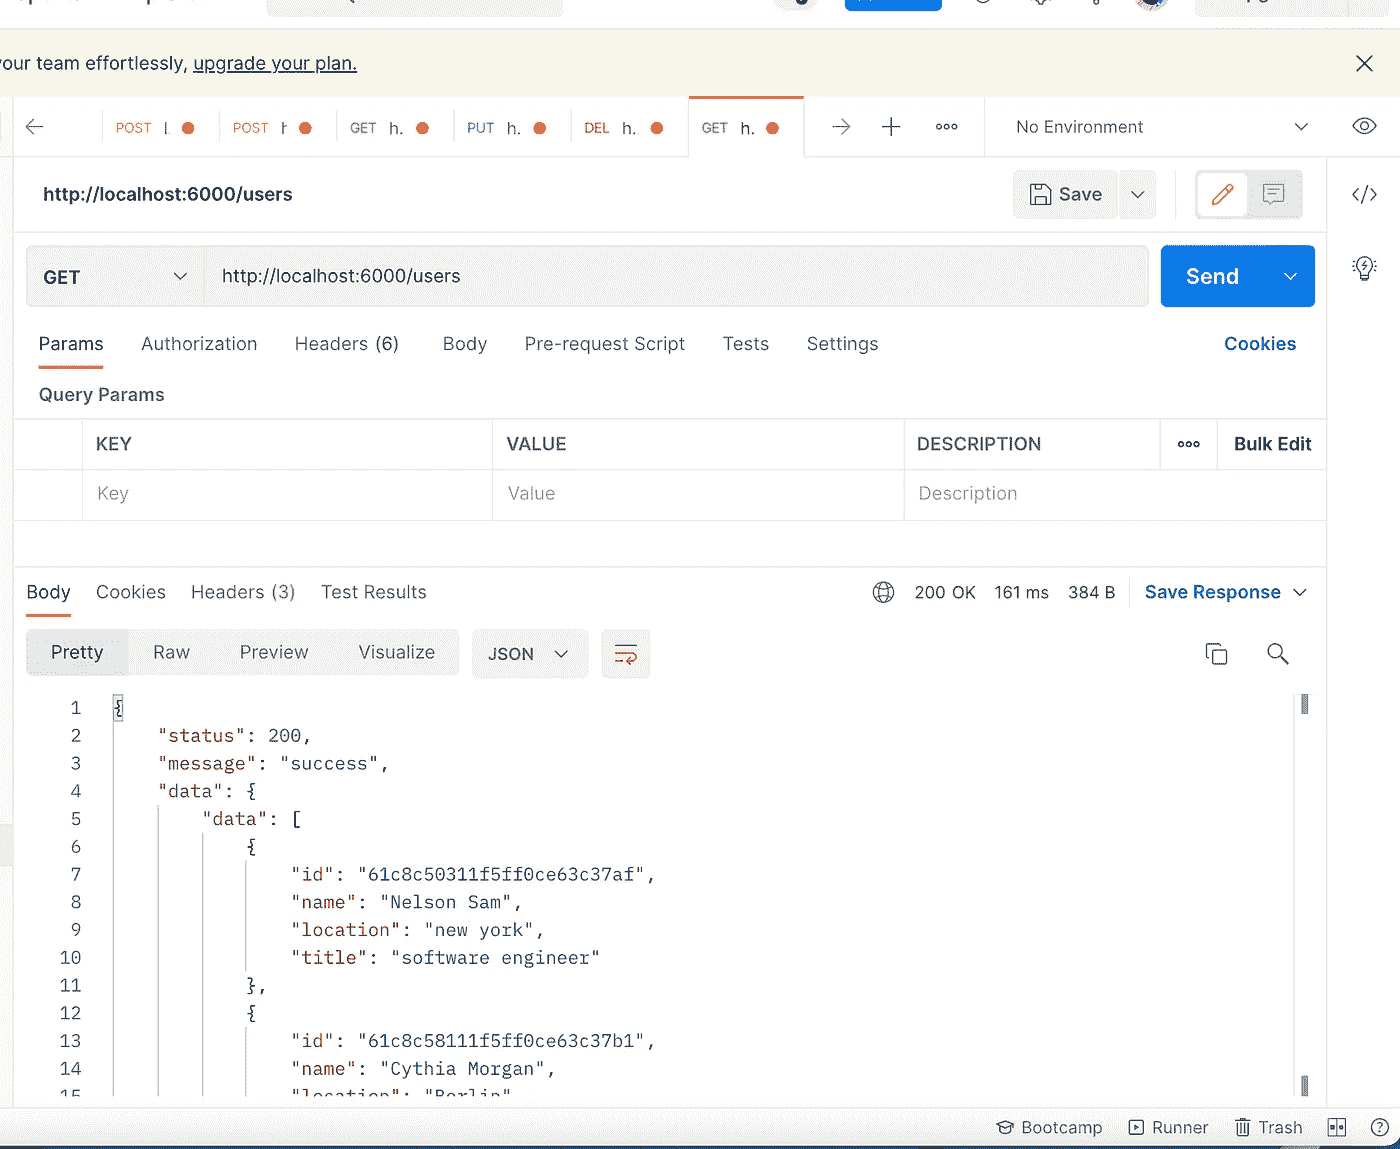 your team effortlessly, upgrade your plan.
POST POST GET h. PUT h. DEL h. GET h. No Environment
http://localhost:6000/users Save
GET http://localhost:6000/users Send
Params Authorization Headers (6) Body Pre-request Script Tests Settings Cookies
Query Params
KEY VALUE DESCRIPTION Bulk Edit
Key Value Description
Body Cookies Headers (3) Test Results 200 OK 161 ms 384 B Save Response
Pretty Raw Preview Visualize JSON
1 {
2 "status": 200,
3 "message": "success",
4 "data": {
5 "data": [
6 {
7 "id": "61c8c50311f5ff0ce63c37af",
8 "name": "Nelson Sam",
9 "location": "new york",
10 "title": "software engineer"
11 },
12 {
13 "id": "61c8c58111f5ff0ce63c37b1",
14 "name": "Cythia Morgan",
15 "location": "Berlin"
Bootcamp Runner Trash